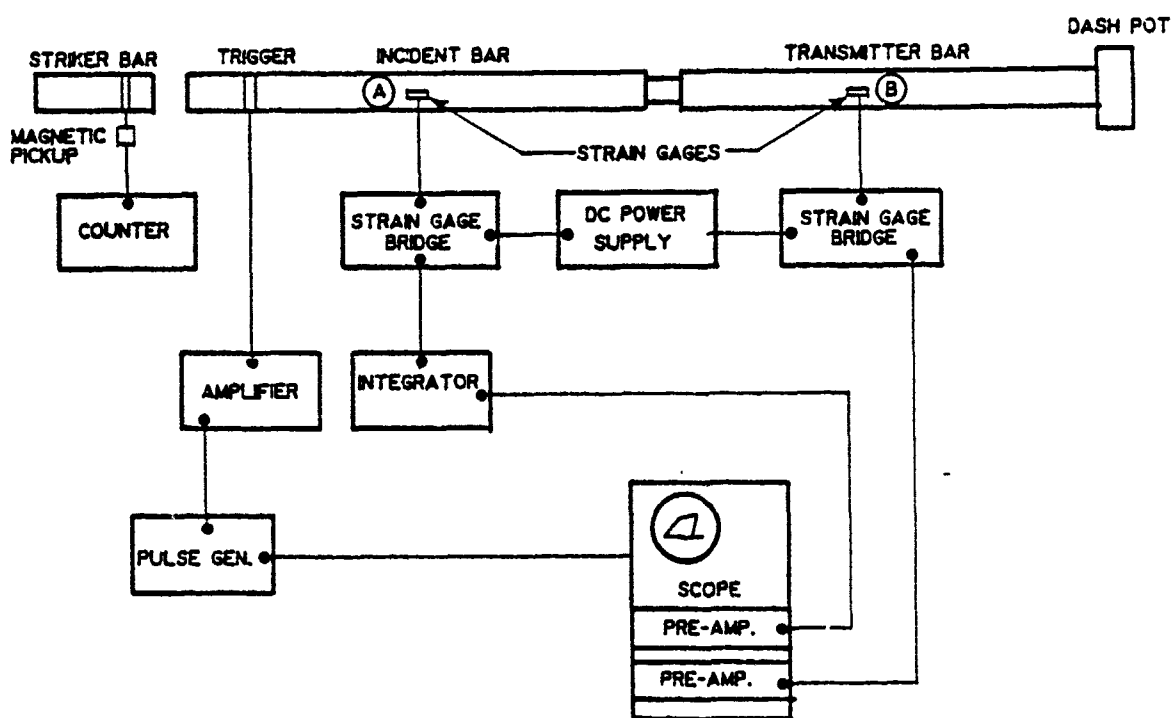 DASH POT
STRIKER BAR
TRIGGER
INCIDENT BAR
TRANSMITTER BAR
A
B
MAGNETIC
PICKUP
STRAIN GAGES
COUNTER
STRAIN GAGE
BRIDGE
DC POWER
SUPPLY
STRAIN GAGE
BRIDGE
AMPLIFIER
INTEGRATOR
PULSE GEN.
SCOPE
PRE-AMP.
PRE-AMP.